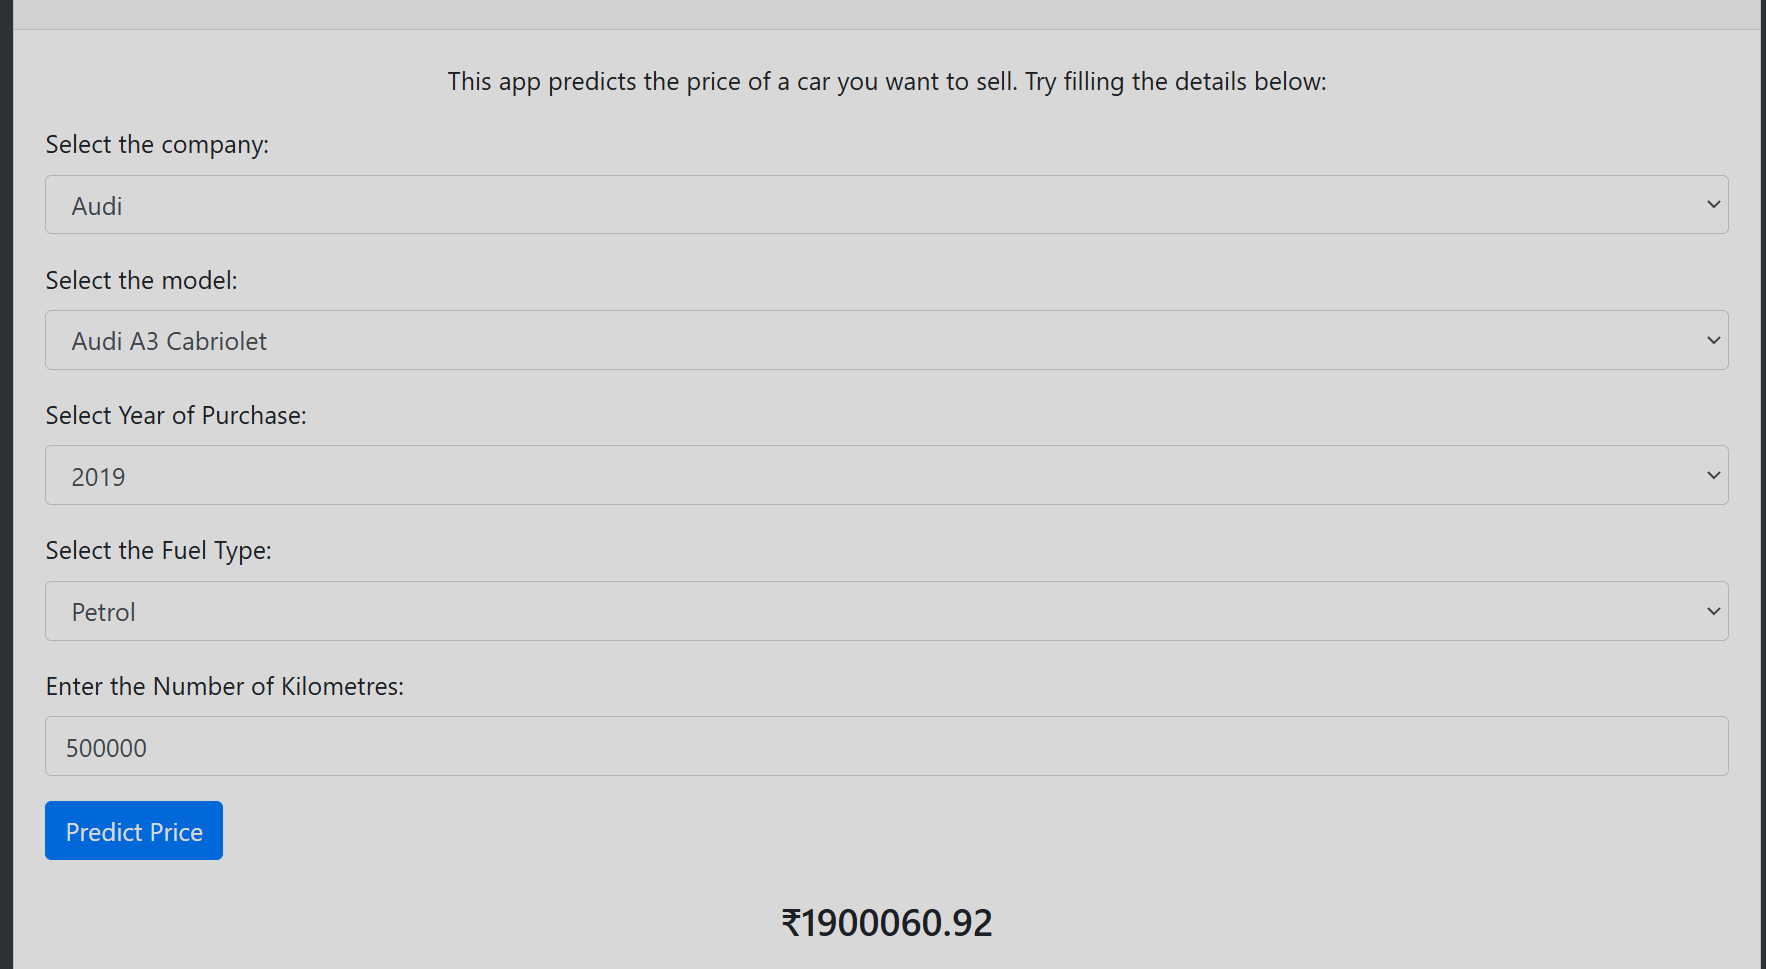 This app predicts the price of a car you want to sell. Try filling the details below:
Select the company:
Audi
Select the model:
Audi A3 Cabriolet
Select Year of Purchase:
2019
Select the Fuel Type:
Petrol
Enter the Number of Kilometres:
500000
Predict Price
₹1900060.92